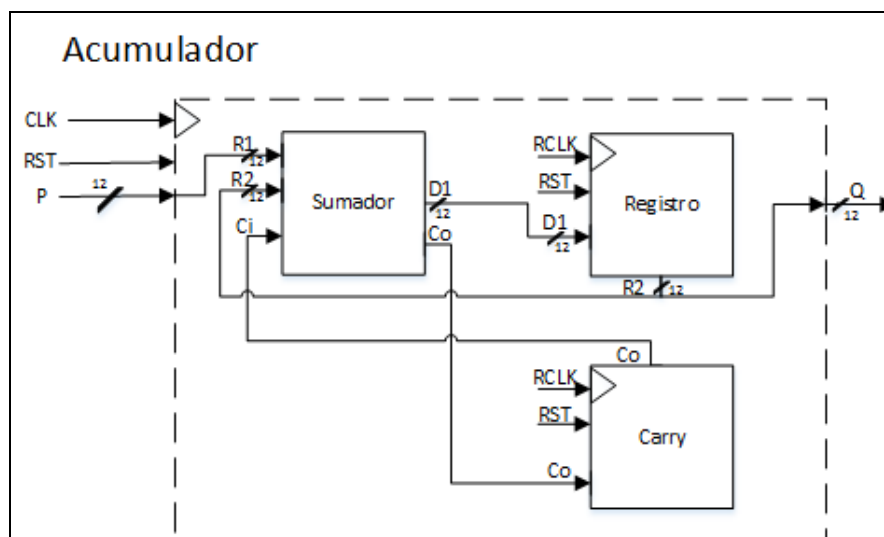 Acumulador
CLK
RST
P
12
R1
12
R2
12
Ci
Sumador
D1
12
Co
RCLK
RST
D1
12
Registro
R2
12
Q
12
Co
RCLK
RST
Co
Carry